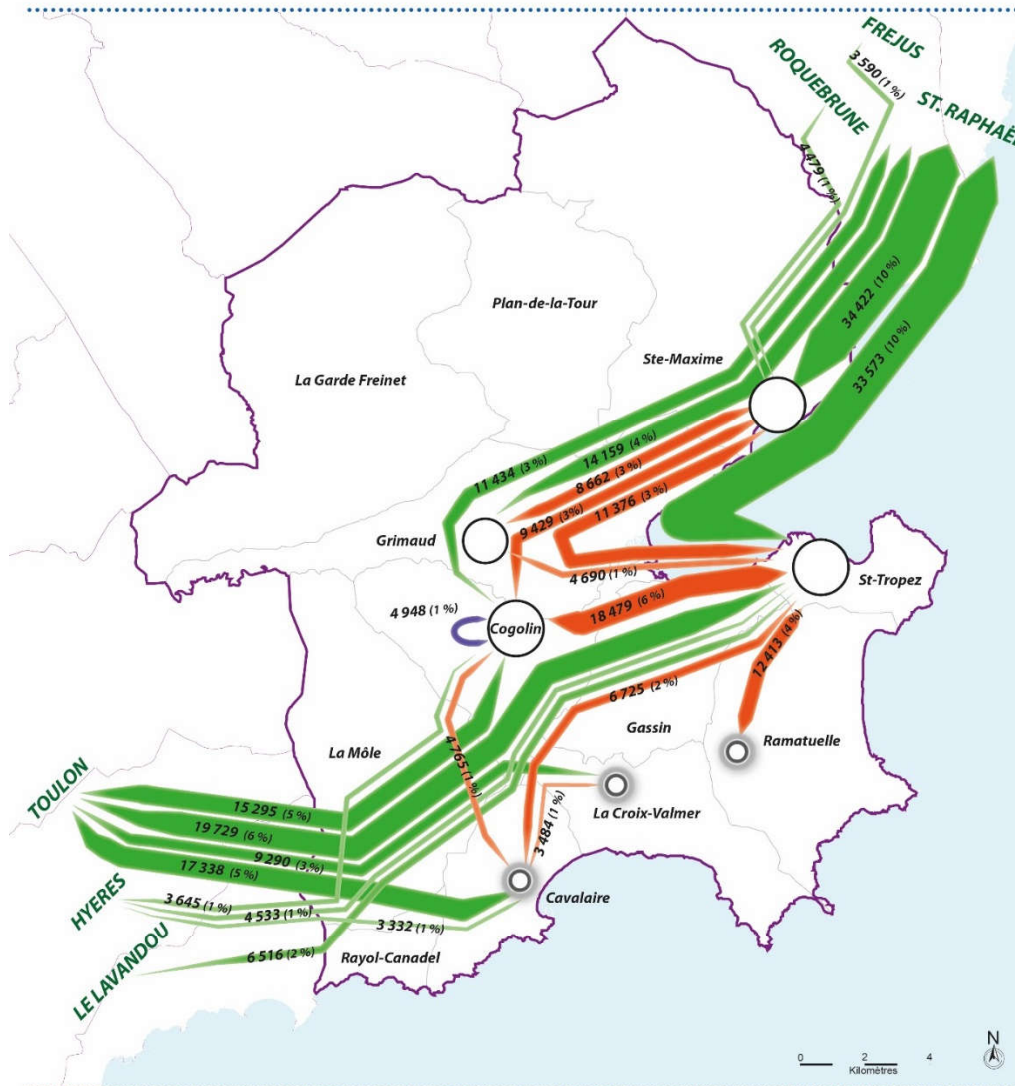 FREJUS
3 590 (1 %)
ROQUEBRUNE
4 479 (1 %)
ST. RAPHAËL
34 422 (10 %)
33 573 (10 %)
Plan-de-la-Tour
Ste-Maxime
La Garde Freinet
11 434 (3 %)
14 159 (4 %)
8 662 (3 %)
9 429 (3%)
11 376 (3 %)
Grimaud
4 690 (1 %)
St-Tropez
4 948 (1 %)
Cogolin
18 479 (6 %)
12 413 (4 %)
6 725 (2 %)
Gassin
Ramatuelle
La Môle
4 765 (1 %)
TOULON
15 295 (5 %)
19 729 (6 %)
9 290 (3 %)
17 338 (5 %)
La Croix-Valmer
3 484 (1 %)
Cavalaire
HYERES
3 645 (1 %)
4 533 (1 %)
3 332 (1 %)
LE LAVANDOU
6 516 (2 %)
Rayol-Canadel
N
0 2 4
Kilomètres